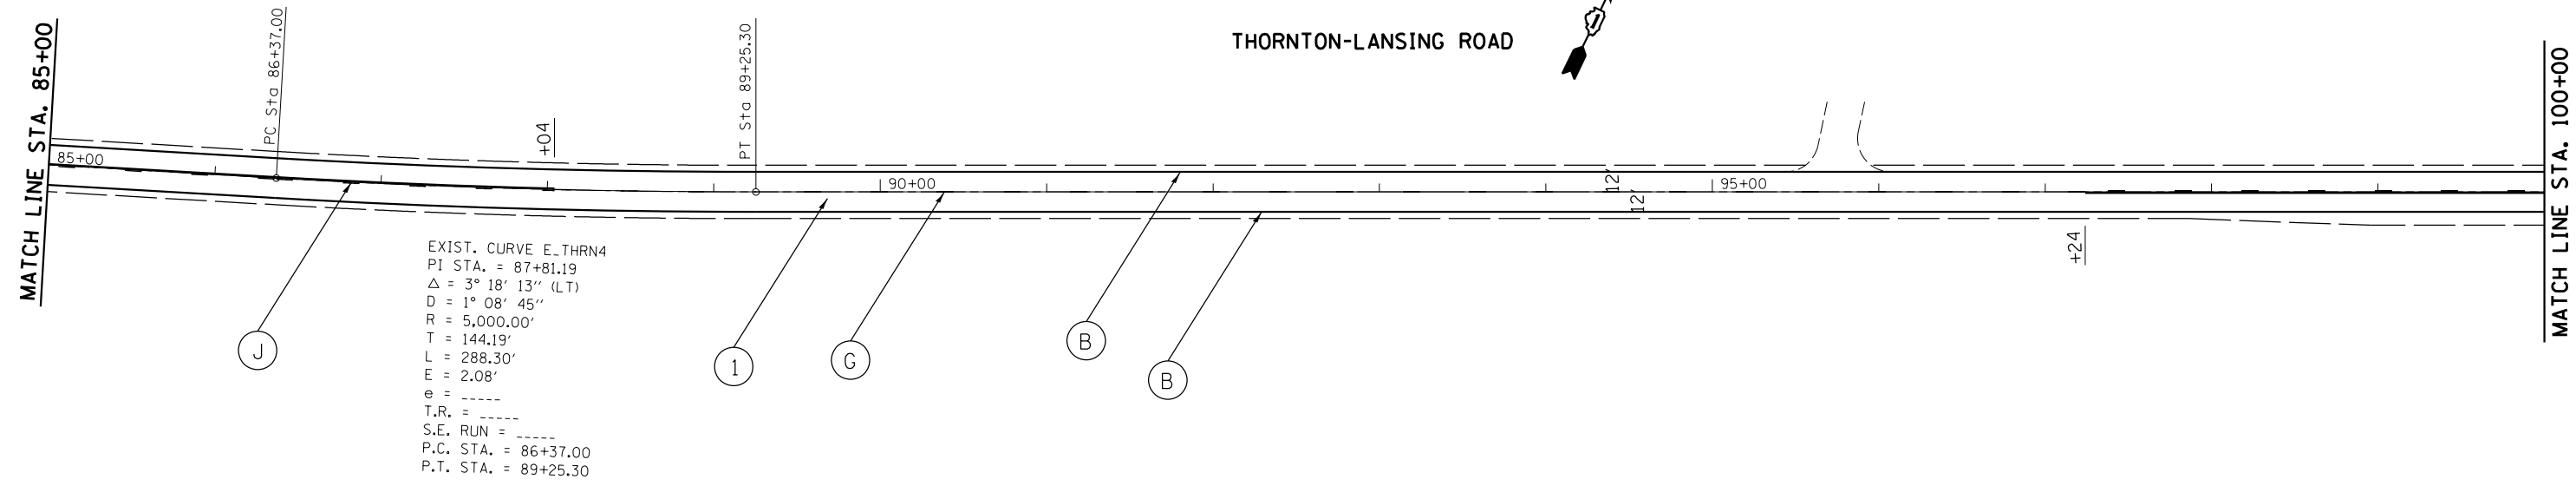 MATCH LINE STA. 85+00
PC Sta 86+37.00
+04
PT Sta 89+25.30
THORNTON-LANSING ROAD
85+00
90+00
12'
12'
95+00
+24
MATCH LINE STA. 100+00
J
1
G
B
B
EXIST. CURVE E_THRN4
PI STA. = 87+81.19
Δ = 3° 18' 13" (LT)
D = 1° 08' 45"
R = 5,000.00'
T = 144.19'
L = 288.30'
E = 2.08'
e = _____
T.R. = _____
S.E. RUN = _____
P.C. STA. = 86+37.00
P.T. STA. = 89+25.30